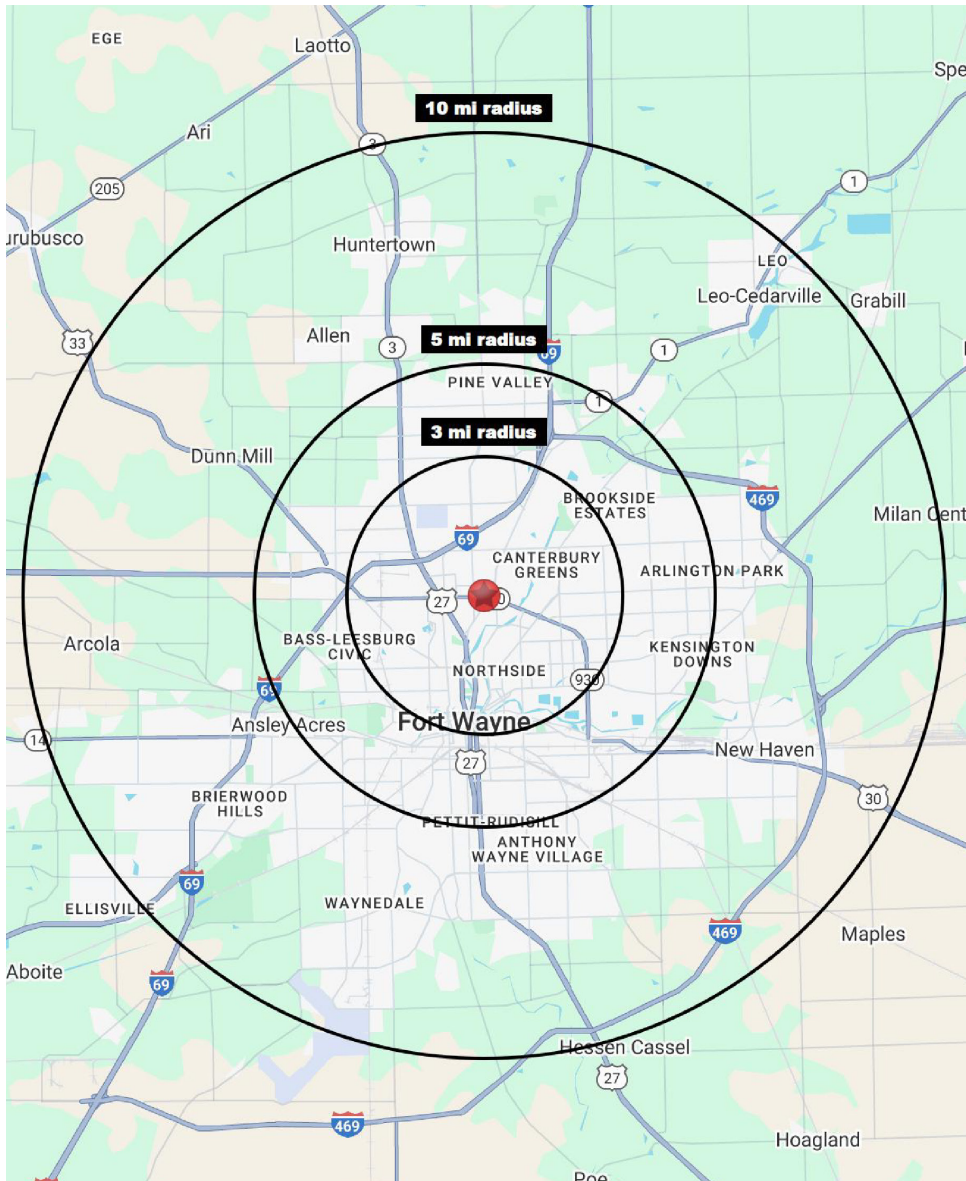 EGE
Laotto
Spe
10 mi radius
Ari
3
205
1
urubusco
Huntertown
LEO
Leo-Cedarville
Grabill
Allen
33
3
5 mi radius
69
1
PINE VALLEY
1
3 mi radius
Dunn Mill
BROOKSIDE
ESTATES
469
Milan Cent
69
CANTERBURY
GREENS
ARLINGTON PARK
27
0
Arcola
BASS-LEESBURG
CIVIC
KENSINGTON
DOWNS
NORTHSIDE
930
69
Ansley Acres
Fort Wayne
14
New Haven
27
BRIERWOOD
HILLS
30
PETTIT-RUDISILL
ANTHONY
WAYNE VILLAGE
69
ELLISVILLE
WAYNEDALE
469
Maples
Aboite
69
Hessen Cassel
27
469
Hoagland
Poe